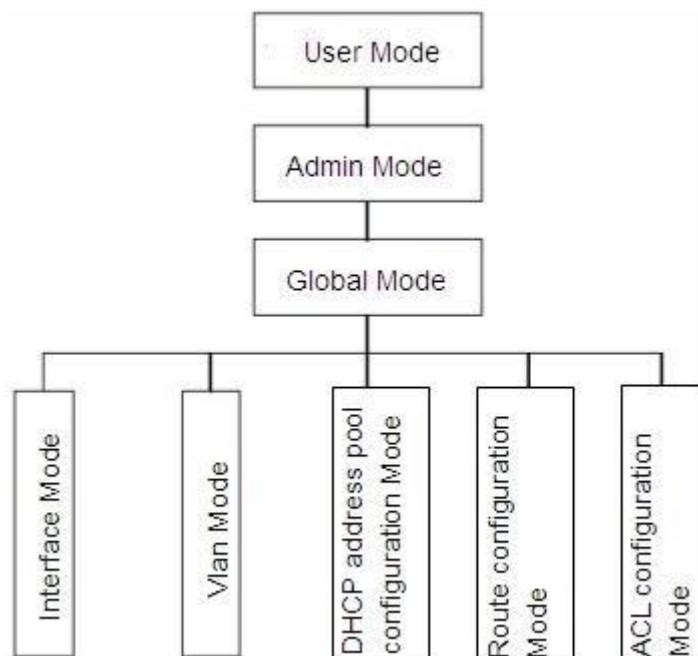 User Mode
Admin Mode
Global Mode
Interface Mode
Vlan Mode
DHCP address pool
configuration Mode
Route configuration
Mode
ACL configuration
Mode